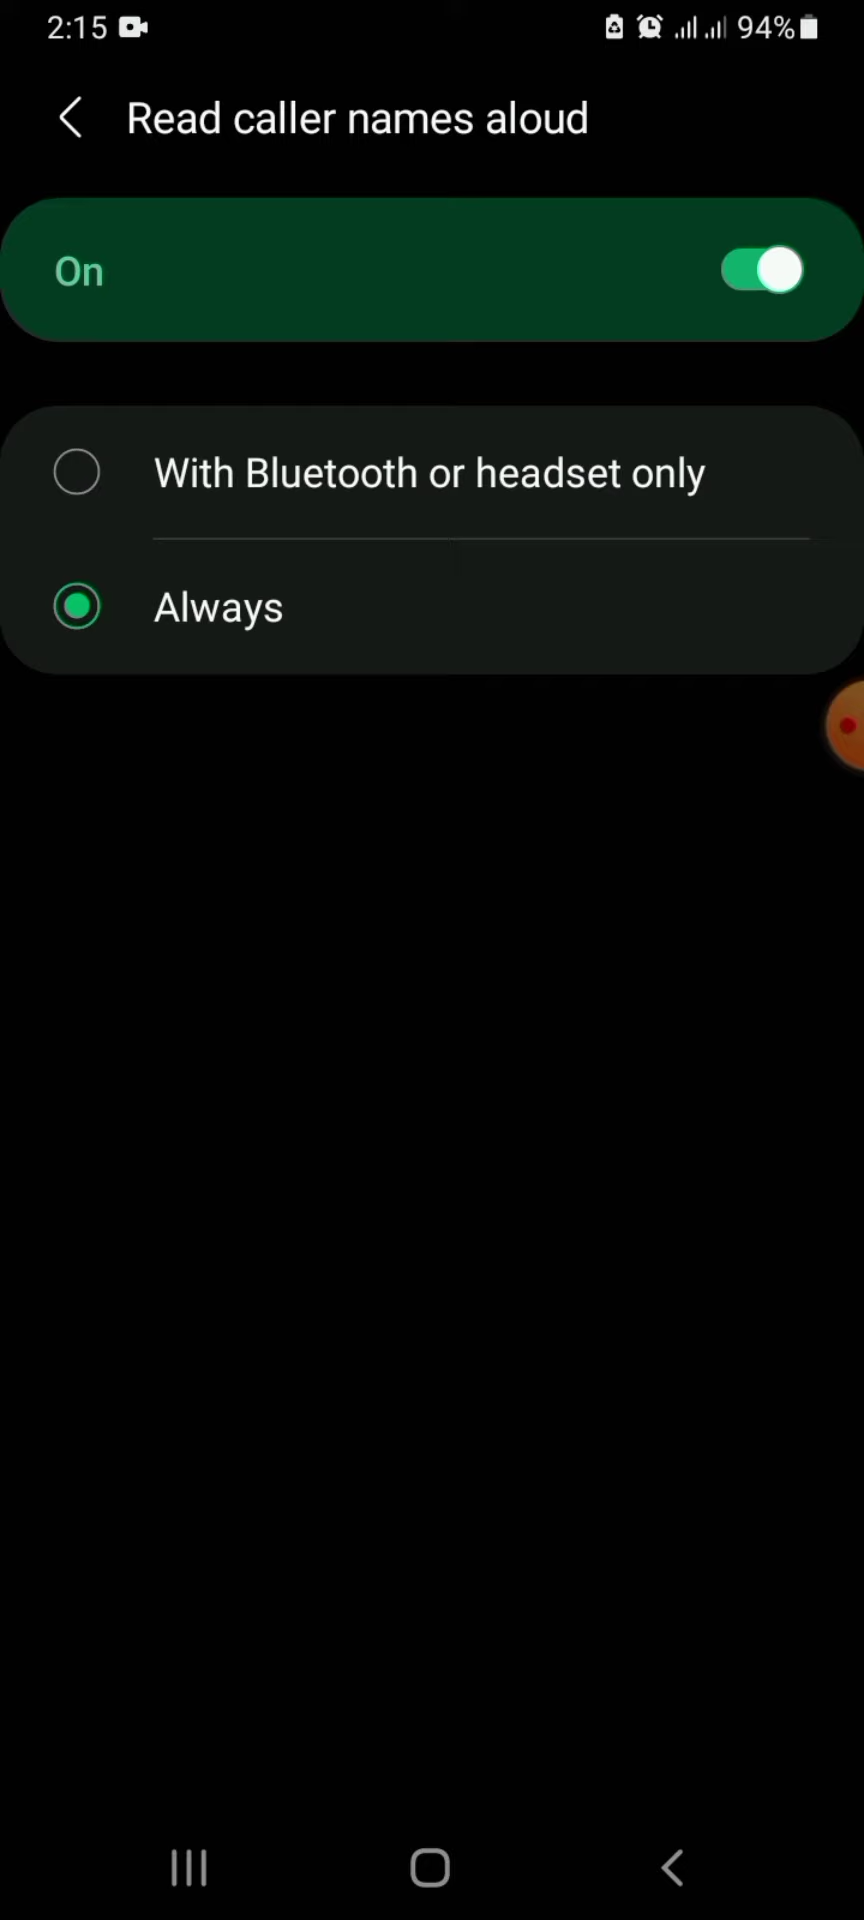 2:15 94%
Read caller names aloud
On
With Bluetooth or headset only
Always